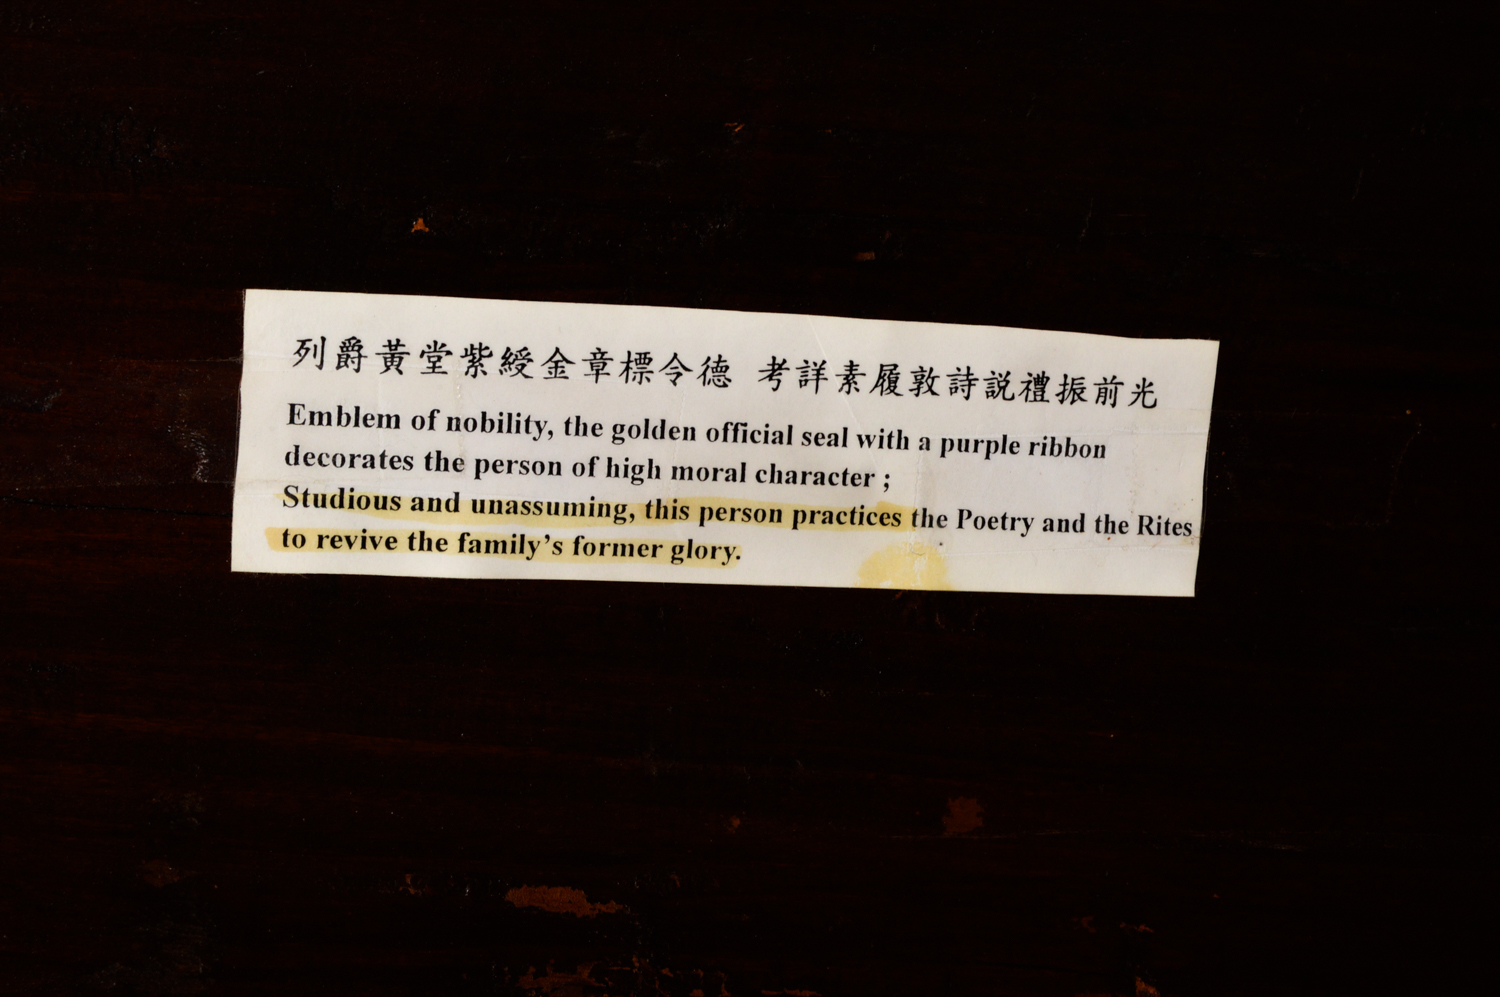 列爵黃堂紫綬金章標令德 考詳素履敦詩説禮振前光
Emblem of nobility, the golden official seal with a purple ribbon
decorates the person of high moral character ;
Studious and unassuming, this person practices the Poetry and the Rites
to revive the family's former glory.